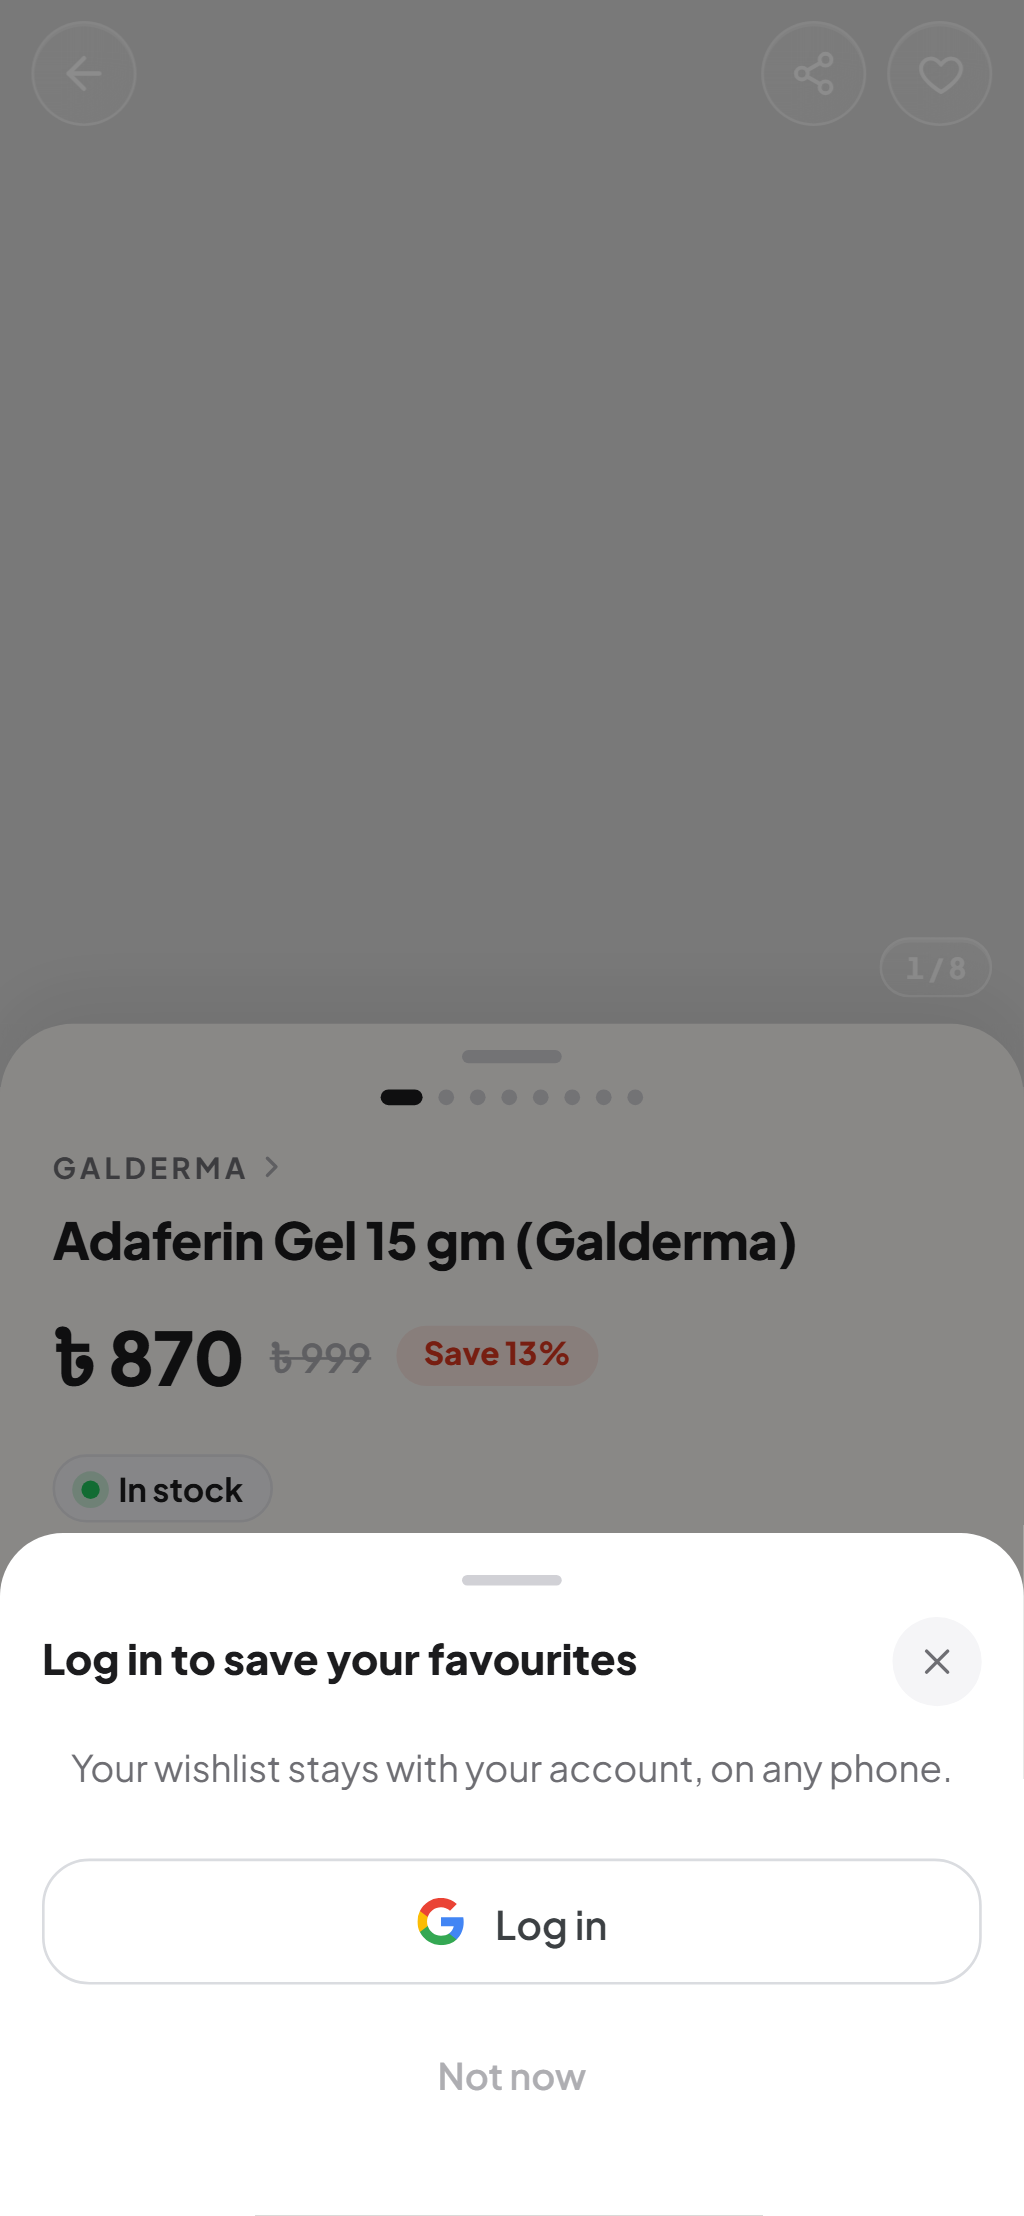 1/8
GALDERMA
Adaferin Gel 15 gm (Galderma)
৳ 870 ৳ 999 Save 13%
In stock
Log in to save your favourites
Your wishlist stays with your account, on any phone.
Log in
Not now